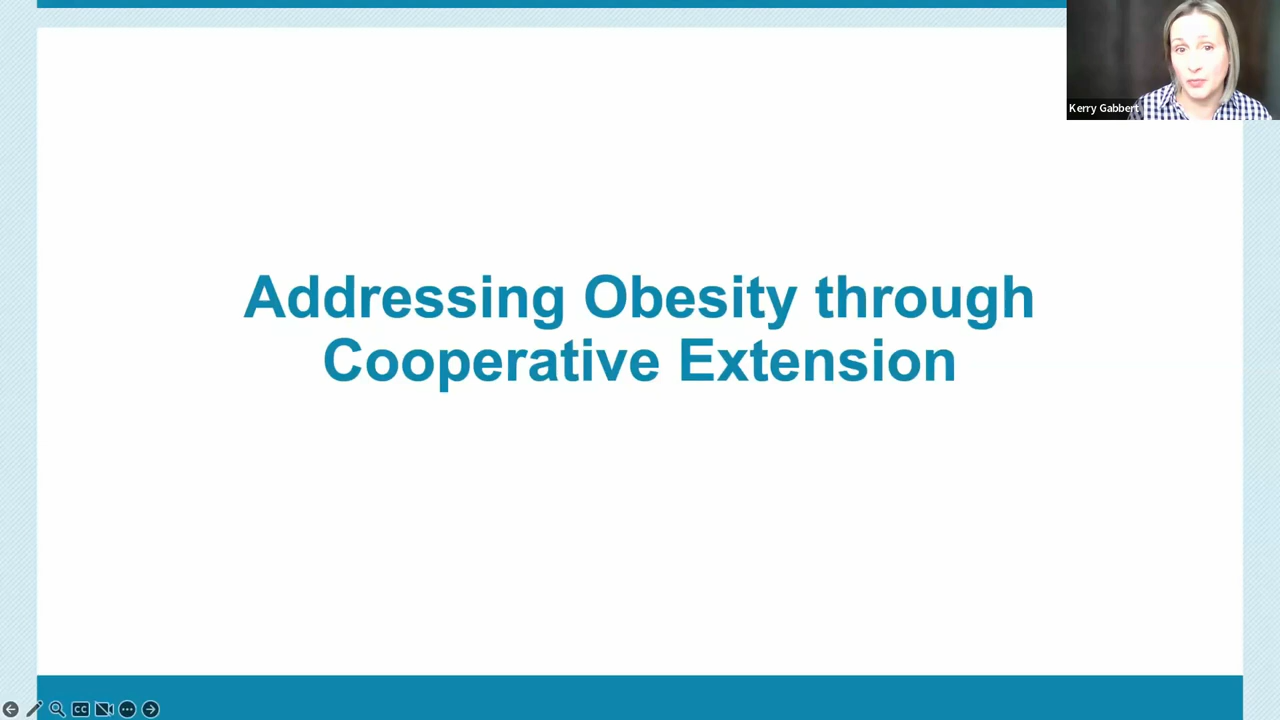 Kerry Gabbert
Addressing Obesity through
Cooperative Extension
CC